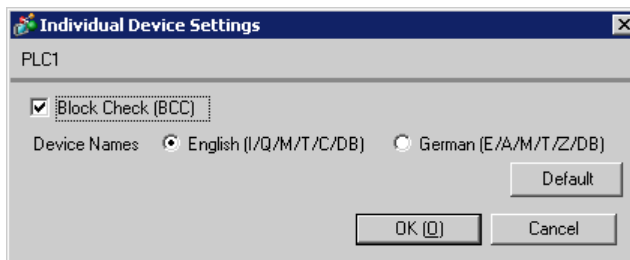 Individual Device Settings
PLC1
Block Check (BCC)
Device Names English (I/Q/M/T/C/DB) German (E/A/M/T/Z/DB)
Default
OK (O) Cancel